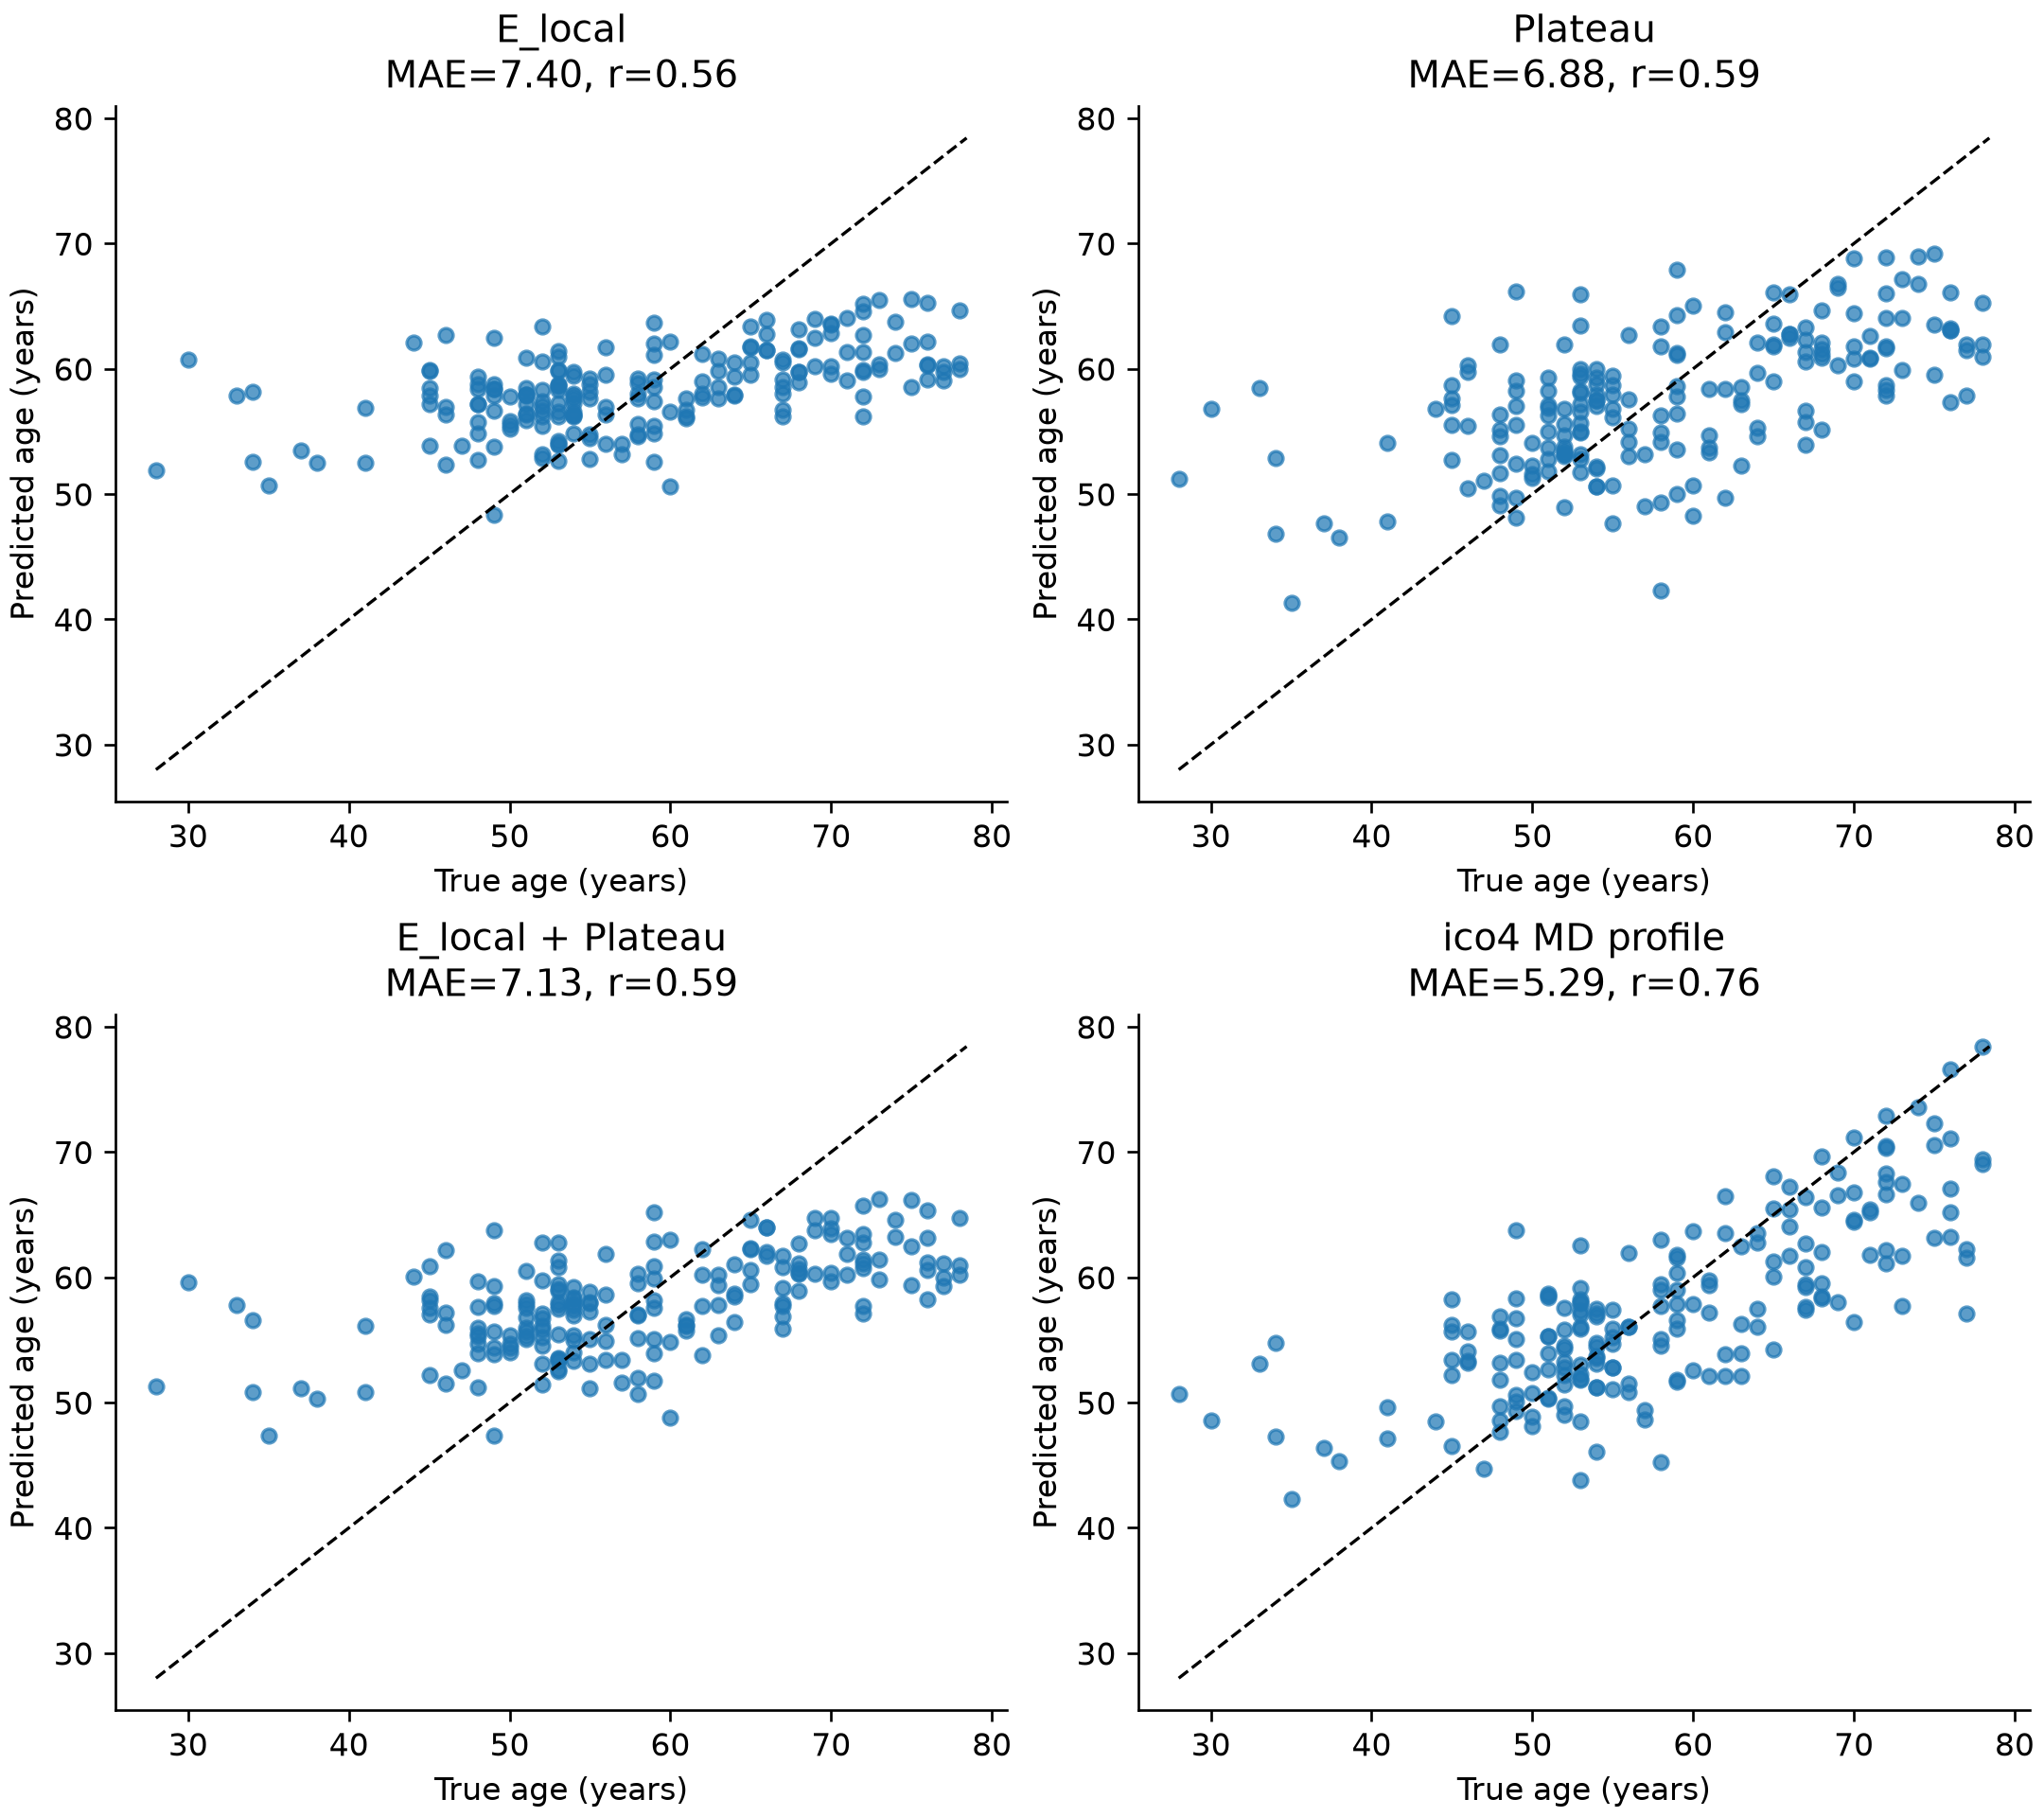 E_local
MAE=7.40, r=0.56
80
70
60
50
40
30
Predicted age (years)
30 40 50 60 70 80
True age (years)
Plateau
MAE=6.88, r=0.59
80
70
60
50
40
30
Predicted age (years)
30 40 50 60 70 80
True age (years)
E_local + Plateau
MAE=7.13, r=0.59
80
70
60
50
40
30
Predicted age (years)
30 40 50 60 70 80
True age (years)
ico4 MD profile
MAE=5.29, r=0.76
80
70
60
50
40
30
Predicted age (years)
30 40 50 60 70 80
True age (years)